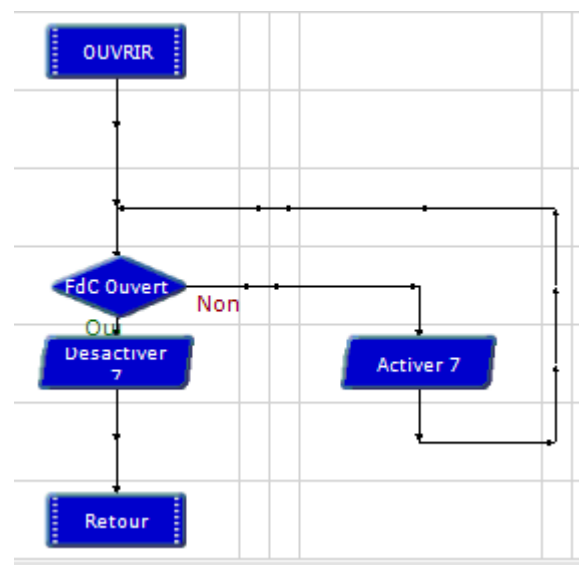 OUVRIR
FdC Ouvert
Non
Oui
Desactiver
7
Activer 7
Retour